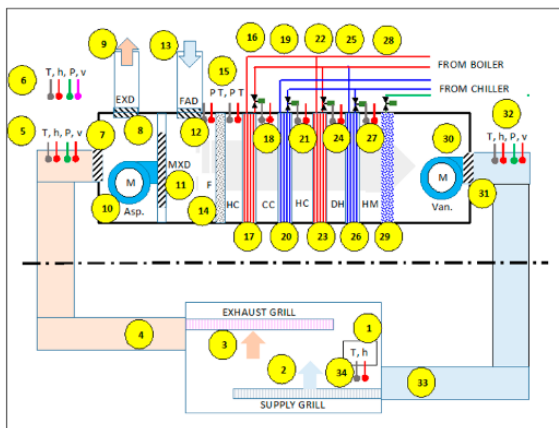 16 19 22 25 28
9 13
6 T, h, P, v
15
FROM BOILER
FROM CHILLER
EXD FAD P T, P T
32
5 T, h, P, v 7 8 12 18 21 24 27 30 T, h, P, v
MXD
M 11 F M 31
10 Asp. 14 HC CC HC DH HM Van.
17 20 23 26 29
EXHAUST GRILL 1
4 3 T, h
2 34
33
SUPPLY GRILL